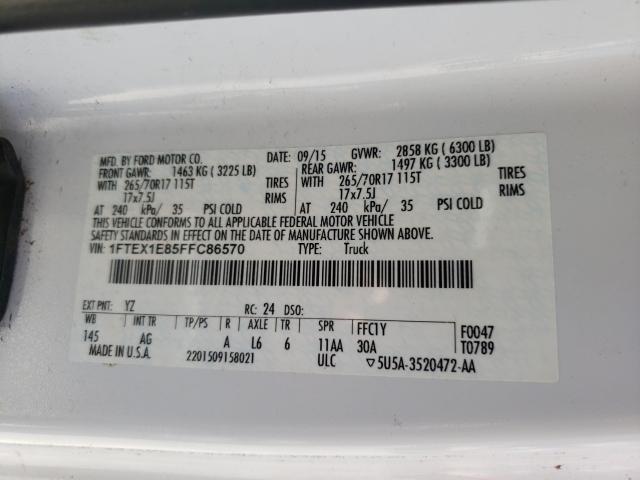 MFD. BY FORD MOTOR CO.
09/15
GVWR: 2858 KG ( 6300 LB)
FRONT GAWR: 1463 KG ( 3225 LB)
REAR GAWR: 1497 KG ( 3300 LB)
WITH 265/70R17 115T TIRES
WITH 265/70R17 115T TIRES
17x7.5J RIMS
17x7.5J RIMS
AT 240 kPa/ 35 PSI COLD
AT 240 kPa/ 35 PSI COLD
THIS VEHICLE CONFORMS TO ALL APPLICABLE FEDERAL MOTOR VEHICLE
SAFETY STANDARDS IN EFFECT ON THE DATE OF MANUFACTURE SHOWN ABOVE.
VIN: 1FTEX1E85FFC86570 TYPE: Truck
EXT PNT: YZ RC: 24 DSO:
WB INT TR TP/PS R AXLE TR SPR FFC1Y F0047
145 AG A L6 6 11AA 30A T0789
MADE IN U.S.A. 2201509158021 ULC ▽5U5A-3520472-AA